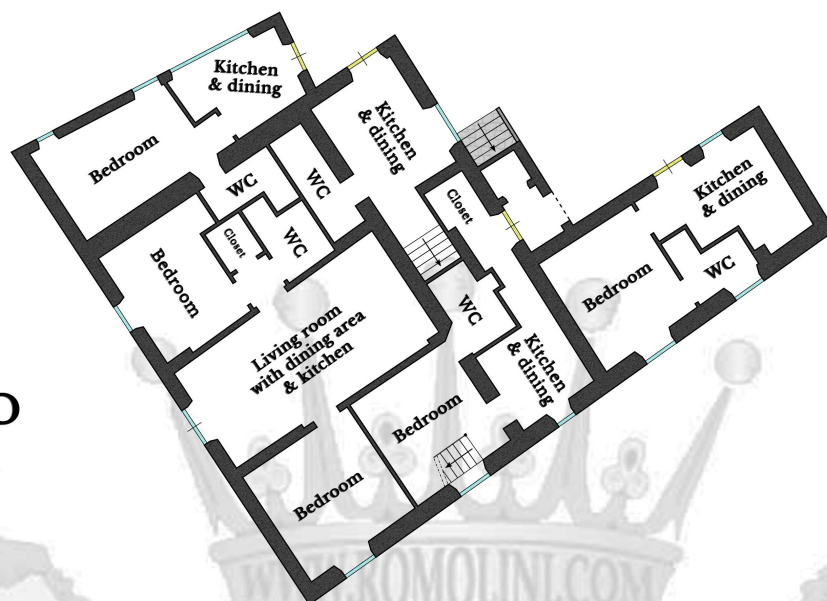 Kitchen
& dining
Bedroom
WC
WC
Kitchen
& dining
Closet
Bedroom
Closet
WC
Kitchen
& dining
Bedroom
WC
Living room
with dining area
& kitchen
WC
Kitchen
& dining
Bedroom
Bedroom
O
WWW.ROMOLINI.COM